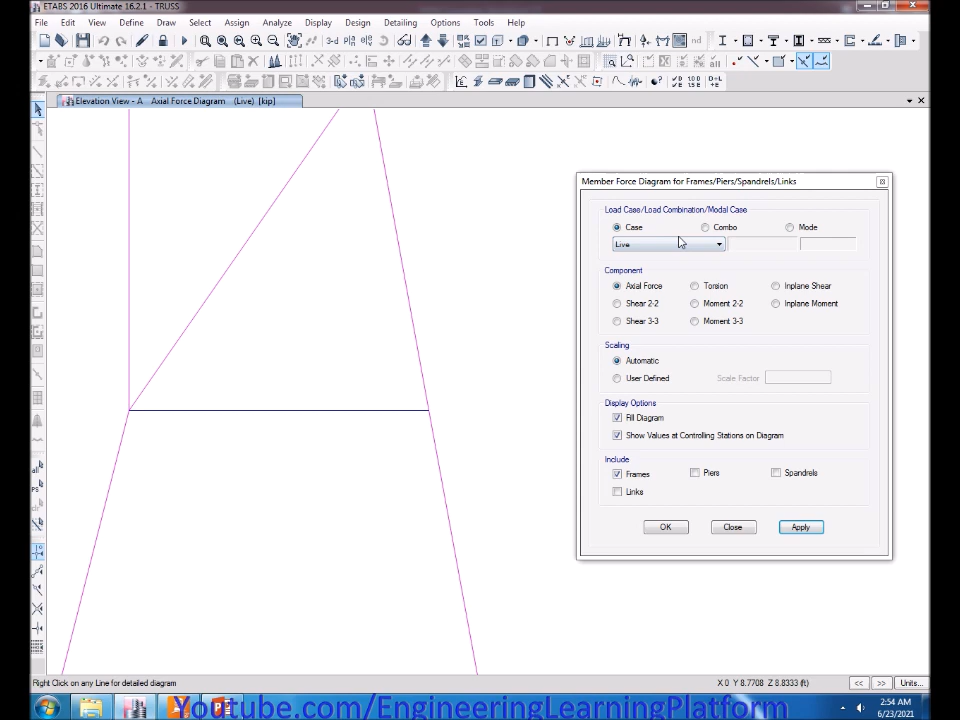 ETABS 2016 Ultimate 16.2.1 - TRUSS
File Edit View Define Draw Select Assign Analyze Display Design Detailing Options Tools Help
Elevation View - A Axial Force Diagram (Live) [kip]
Member Force Diagram for Frames/Piers/Spandrels/Links
Load Case/Load Combination/Modal Case
Case Combo Mode
Live
Component
Axial Force Torsion Inplane Shear
Shear 2-2 Moment 2-2 Inplane Moment
Shear 3-3 Moment 3-3
Scaling
Automatic
User Defined Scale Factor
Display Options
Fill Diagram
Show Values at Controlling Stations on Diagram
Include
Frames Piers Spandrels
Links
OK Close Apply
Right Click on any Line for detailed diagram
X 0 Y 8.7708 Z 8.8333 (ft)
<< >> Units...
2:54 AM
6/23/2021
Youtube.com/EngineeringLearningPlatform